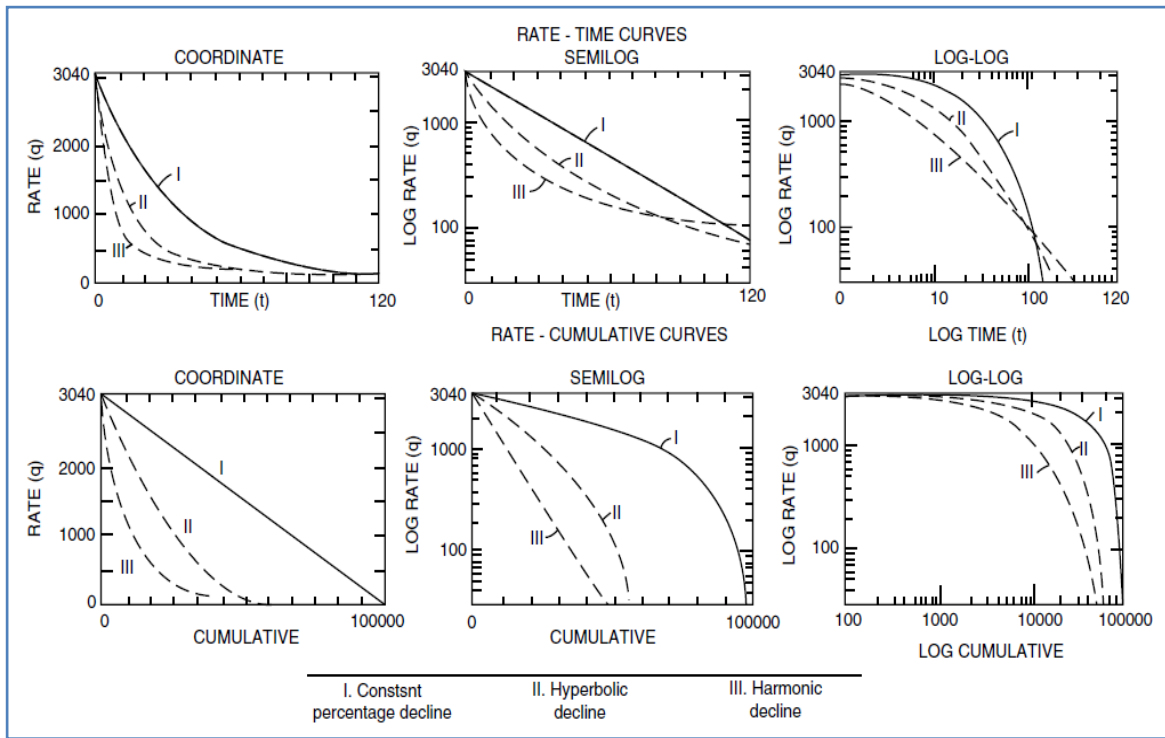 RATE - TIME CURVES
COORDINATE
SEMILOG
LOG-LOG
3040
2000
1000
0
RATE (q)
I
II
III
0
TIME (t)
120
3040
1000
100
LOG RATE (q)
I
II
III
0
TIME (t)
120
3040
1000
100
LOG RATE (q)
I
II
III
0
10
100
120
LOG TIME (t)
RATE - CUMULATIVE CURVES
COORDINATE
SEMILOG
LOG-LOG
3040
2000
1000
0
RATE (q)
I
II
III
0
100000
CUMULATIVE
3040
1000
100
LOG RATE (q)
I
II
III
0
100000
CUMULATIVE
3040
1000
100
LOG RATE (q)
I
II
III
100
1000
10000
100000
LOG CUMULATIVE
I. Constsnt
percentage decline
II. Hyperbolic
decline
III. Harmonic
decline